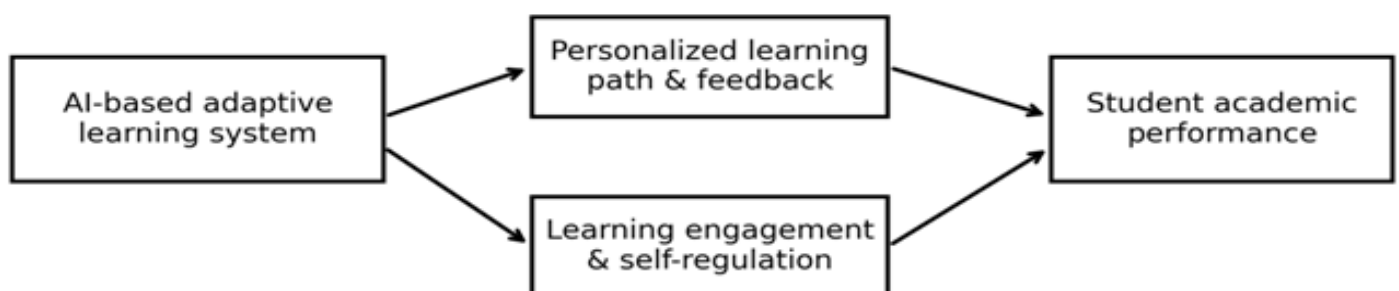 AI-based adaptive
learning system
Personalized learning
path & feedback
Learning engagement
& self-regulation
Student academic
performance